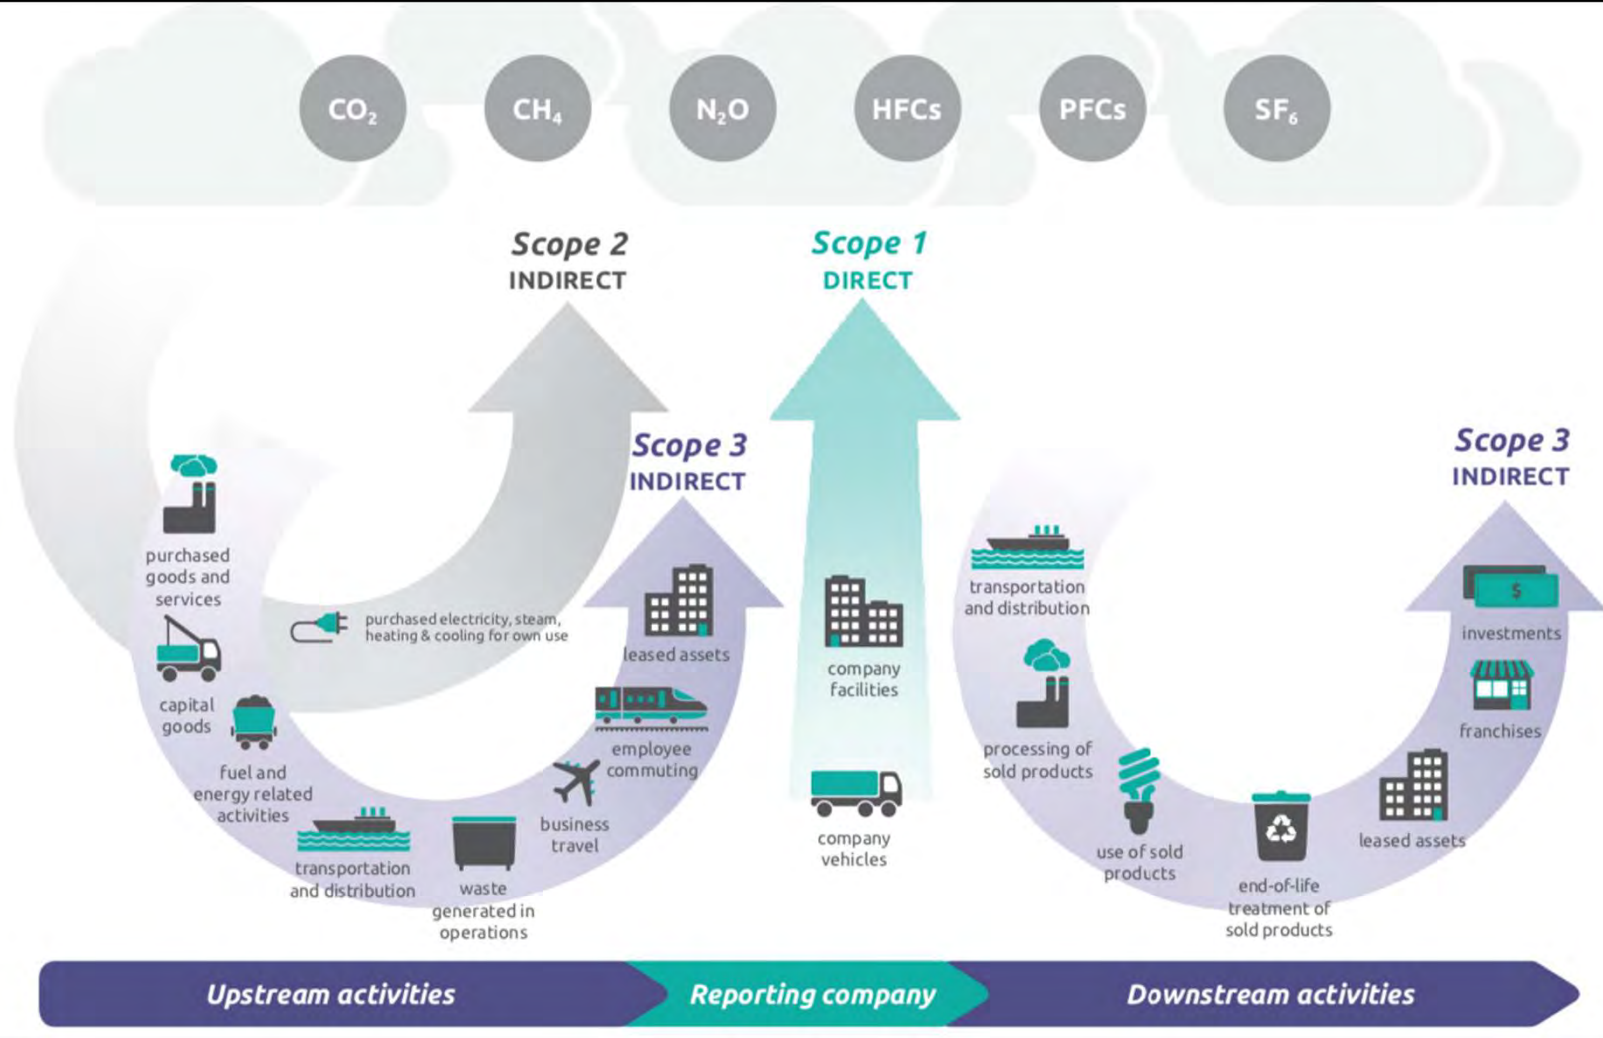 CO₂
CH₄
N₂O
HFCs
PFCs
SF₆
Scope 2
INDIRECT
Scope 1
DIRECT
Scope 3
INDIRECT
Scope 3
INDIRECT
purchased
goods and
services
capital
goods
fuel and
energy related
activities
transportation
and distribution
waste
generated in
operations
business
travel
employee
commuting
leased assets
purchased electricity, steam,
heating & cooling for own use
company
facilities
company
vehicles
transportation
and distribution
processing of
sold products
use of sold
products
end-of-life
treatment of
sold products
leased assets
franchises
$
investments
Upstream activities
Reporting company
Downstream activities